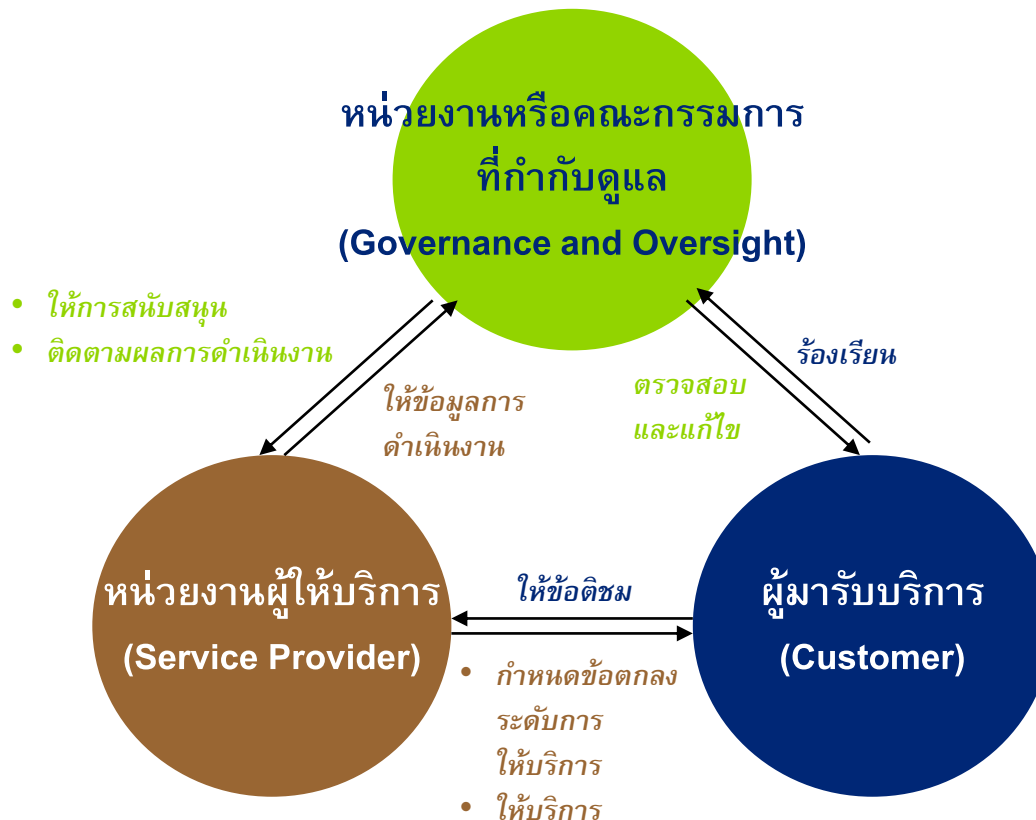 หน่วยงานหรือคณะกรรมการ
ที่กำกับดูแล
(Governance and Oversight)
• ให้การสนับสนุน
• ติดตามผลการดำเนินงาน
ร้องเรียน
ตรวจสอบ
และแก้ไข
ให้ข้อมูลการ
ดำเนินงาน
หน่วยงานผู้ให้บริการ
(Service Provider)
ให้ข้อติชม
ผู้มารับบริการ
(Customer)
• กำหนดข้อตกลง
ระดับการ
ให้บริการ
• ให้บริการ